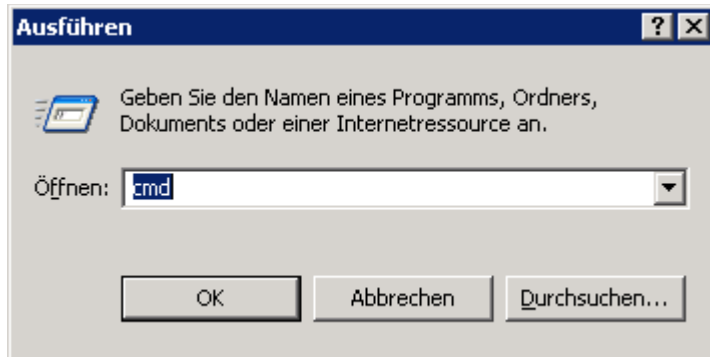 Ausführen
Geben Sie den Namen eines Programms, Ordners,
Dokuments oder einer Internetressource an.
Öffnen: cmd
OK Abbrechen Durchsuchen...